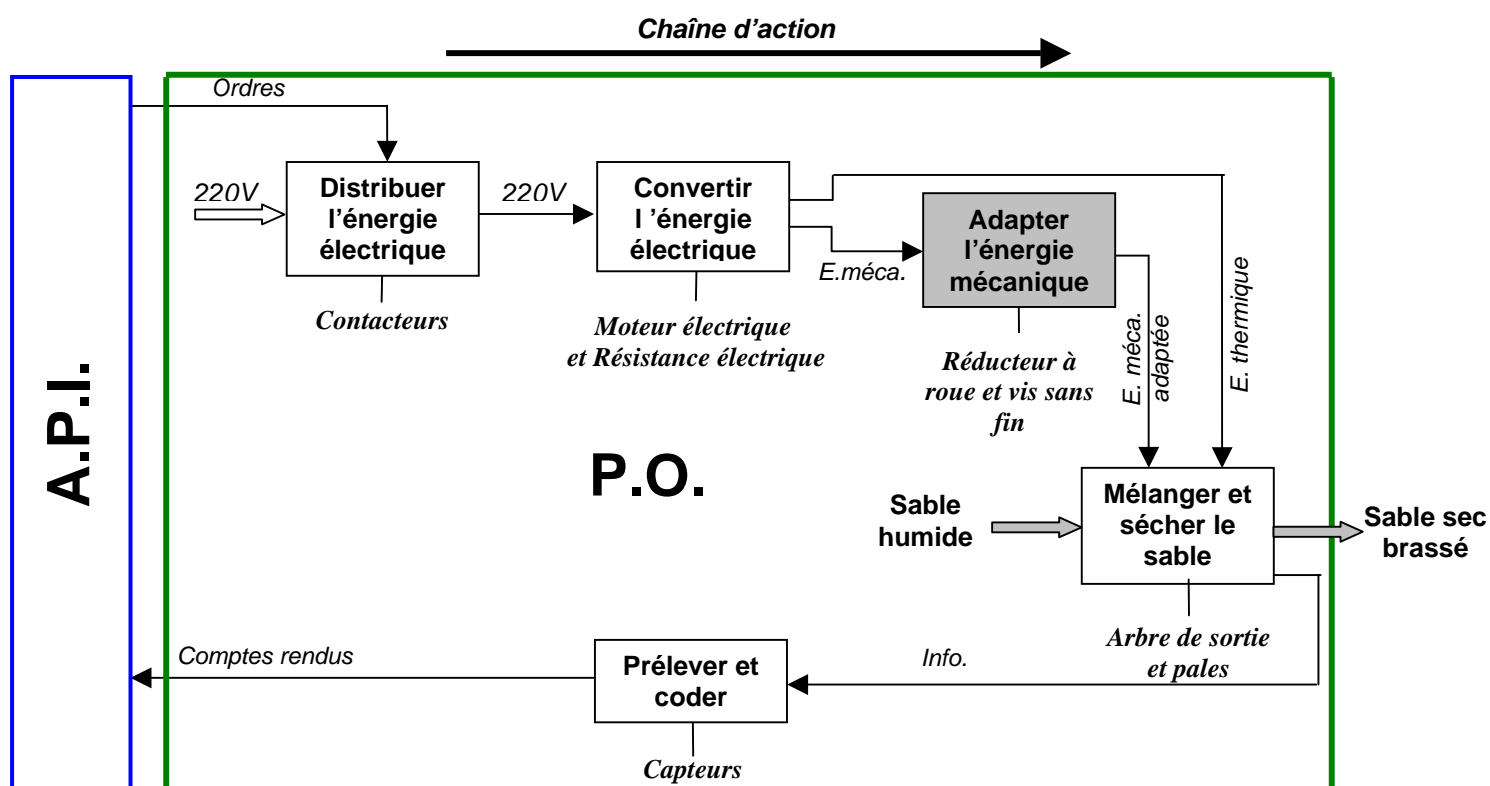 Chaîne d'action
Ordres
220V
Distribuer
l'énergie
électrique
220V
Convertir
l 'énergie
électrique
E.méca.
Adapter
l'énergie
mécanique
Contacteurs
Moteur électrique
et Résistance électrique
Réducteur à
roue et vis sans
fin
E. méca.
adaptée
E. thermique
A.P.I.
P.O.
Sable
humide
Mélanger et
sécher le
sable
Sable sec
brassé
Arbre de sortie
et pales
Info.
Prélever et
coder
Comptes rendus
Capteurs